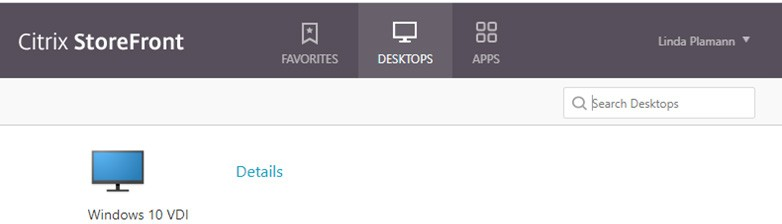 Citrix StoreFront
FAVORITES
DESKTOPS
APPS
Linda Plamann
Search Desktops
Details
Windows 10 VDI